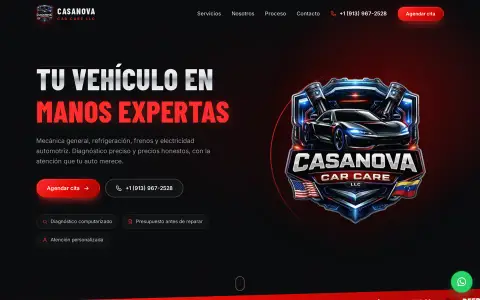 CASANOVA
CAR CARE LLC
Servicios
Nosotros
Proceso
Contacto
+1 (913) 967-2528
Agendar cita
TU VEHÍCULO EN
MANOS EXPERTAS
Mecánica general, refrigeración, frenos y electricidad
automotriz. Diagnóstico preciso y precios honestos, con la
atención que tu auto merece.
Agendar cita →
+1 (913) 967-2528
Diagnóstico computarizado
Presupuesto antes de reparar
Atención personalizada
CASANOVA
CAR CARE
LLC